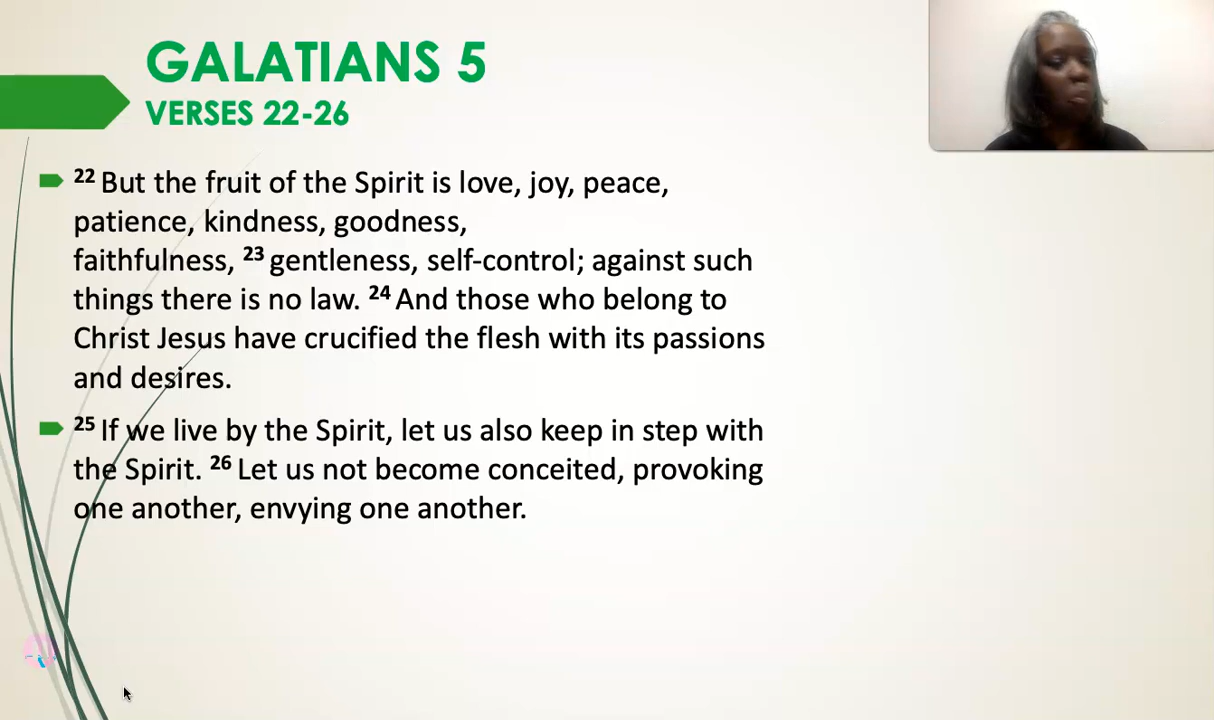 GALATIANS 5
VERSES 22-26
22 But the fruit of the Spirit is love, joy, peace,
patience, kindness, goodness,
faithfulness, 23 gentleness, self-control; against such
things there is no law. 24 And those who belong to
Christ Jesus have crucified the flesh with its passions
and desires.
25 If we live by the Spirit, let us also keep in step with
the Spirit. 26 Let us not become conceited, provoking
one another, envying one another.